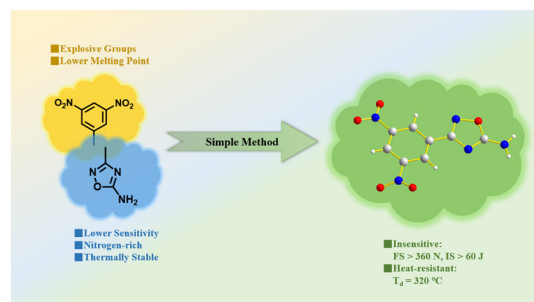 ■Explosive Groups
■Lower Melting Point
O₂N NO₂
N N
O
NH₂
Simple Method
■Lower Sensitivity
■Nitrogen-rich
■Thermally Stable
■Insensitive:
FS > 360 N, IS > 60 J
■Heat-resistant:
T_d = 320 °C